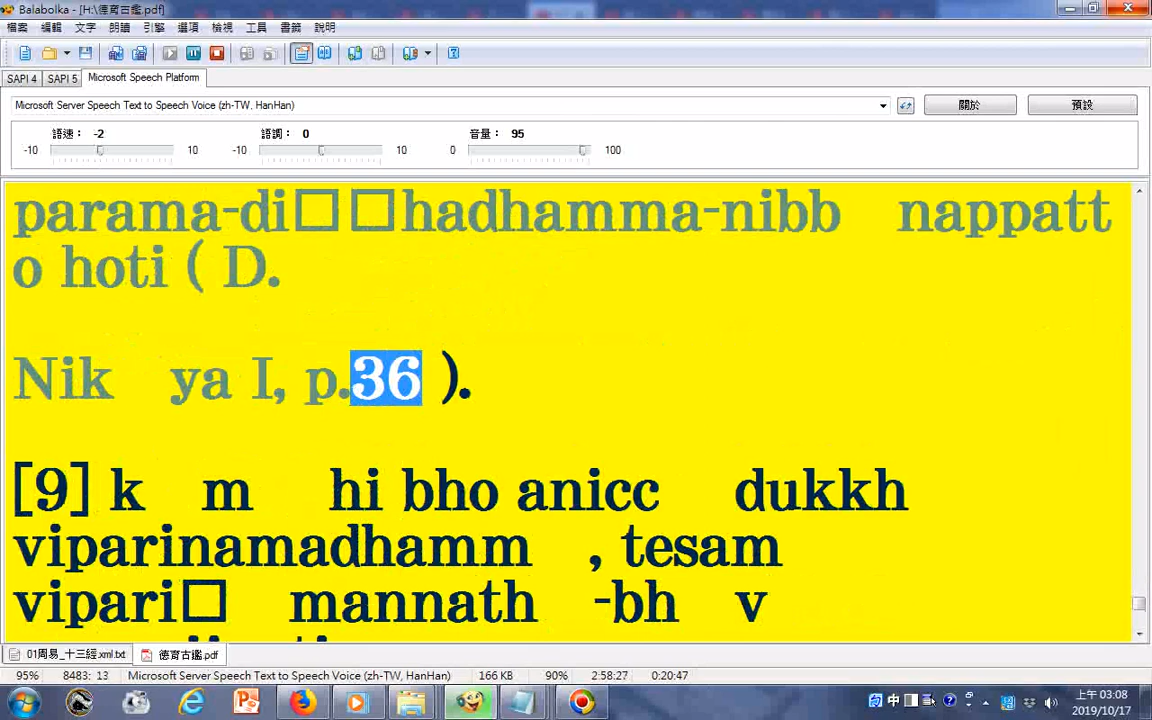 Balabolka - [H:\德育古鑑.pdf]
檔案 編輯 文字 朗讀 引擎 選項 檢視 工具 書籤 說明
SAPI 4 SAPI 5 Microsoft Speech Platform
Microsoft Server Speech Text to Speech Voice (zh-TW, HanHan) 關於 預設
語速： -2 語調： 0 音量： 95
-10 10 -10 10 0 100
parama-di□□hadhamma-nibb nappatt
o hoti ( D.
Nik ya I, p.36 ).
[9] k m hi bho anicc dukkh
viparinamadhamm , tesam
vipari□ mannath -bh v
01周易_十三經.xml.txt 德育古鑑.pdf
95% 8483: 13 Microsoft Server Speech Text to Speech Voice (zh-TW, HanHan) 166 KB 90% 2:58:27 0:20:47
中 上午 03:08
2019/10/17